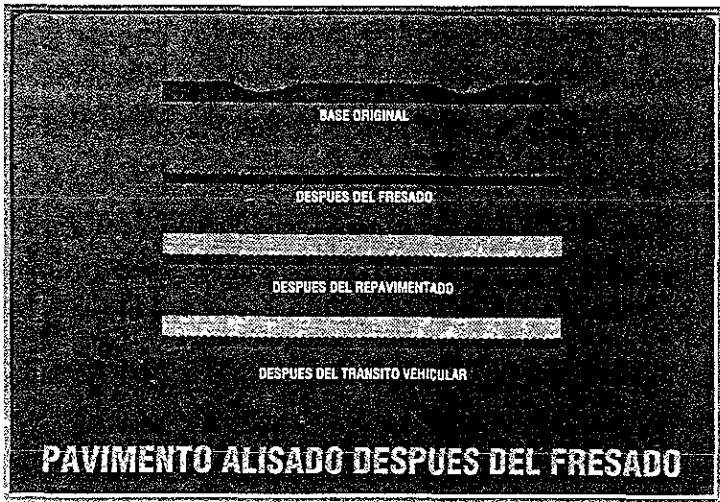 BASE ORIGINAL
DESPUES DEL FRESADO
DESPUES DEL REPAVIMENTADO
DESPUES DEL TRANSITO VEHICULAR
PAVIMENTO ALISADO DESPUES DEL FRESADO